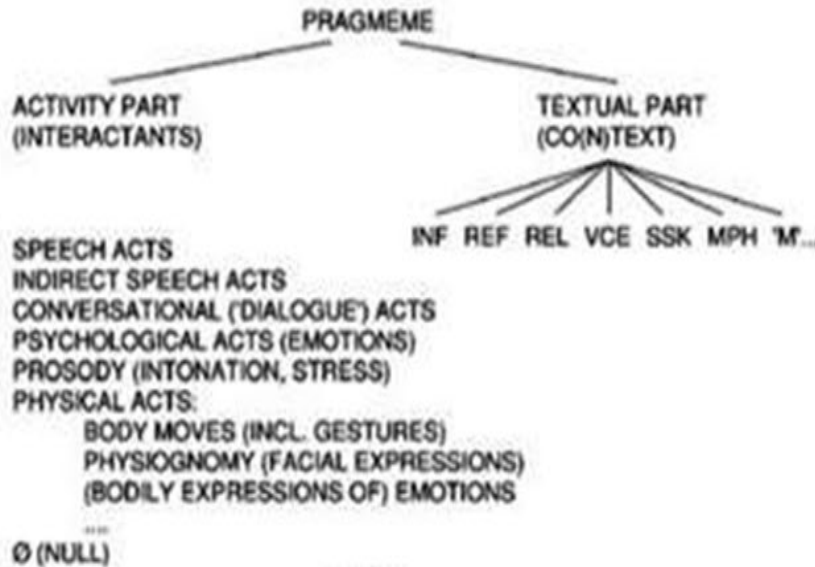 PRAGMEME
ACTIVITY PART
(INTERACTANTS)
TEXTUAL PART
(CO(N)TEXT)
INF REF REL VCE SSK MPH 'M'...
SPEECH ACTS
INDIRECT SPEECH ACTS
CONVERSATIONAL ('DIALOGUE') ACTS
PSYCHOLOGICAL ACTS (EMOTIONS)
PROSODY (INTONATION, STRESS)
PHYSICAL ACTS:
BODY MOVES (INCL. GESTURES)
PHYSIOGNOMY (FACIAL EXPRESSIONS)
(BODILY EXPRESSIONS OF) EMOTIONS
....
Ø (NULL)